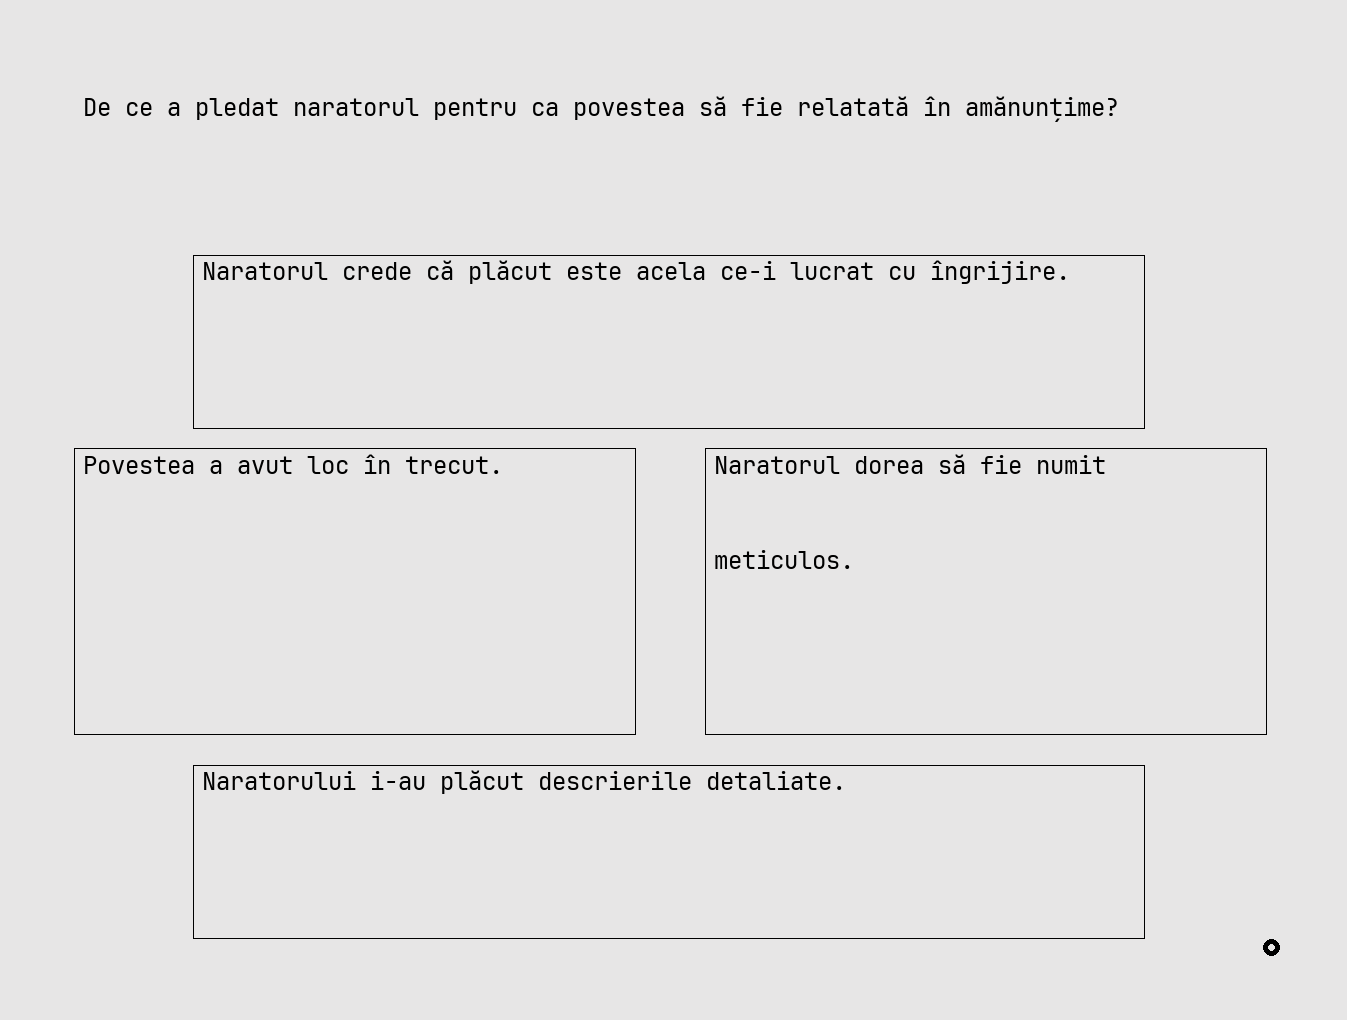 De ce a pledat naratorul pentru ca povestea să fie relatată în amănunțime?
Naratorul crede că plăcut este acela ce-i lucrat cu îngrijire.
Povestea a avut loc în trecut.
Naratorul dorea să fie numit
meticulos.
Naratorului i-au plăcut descrierile detaliate.